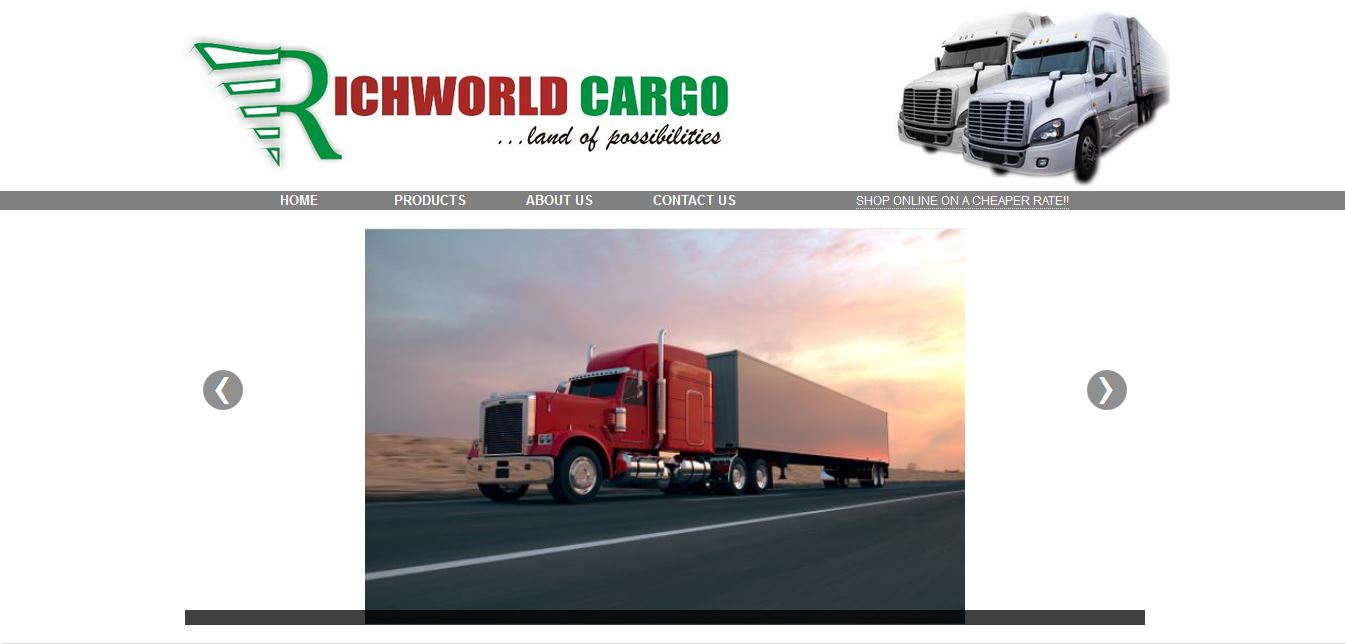 RICHWORLD CARGO
...land of possibilities
HOME PRODUCTS ABOUT US CONTACT US SHOP ONLINE ON A CHEAPER RATE!!